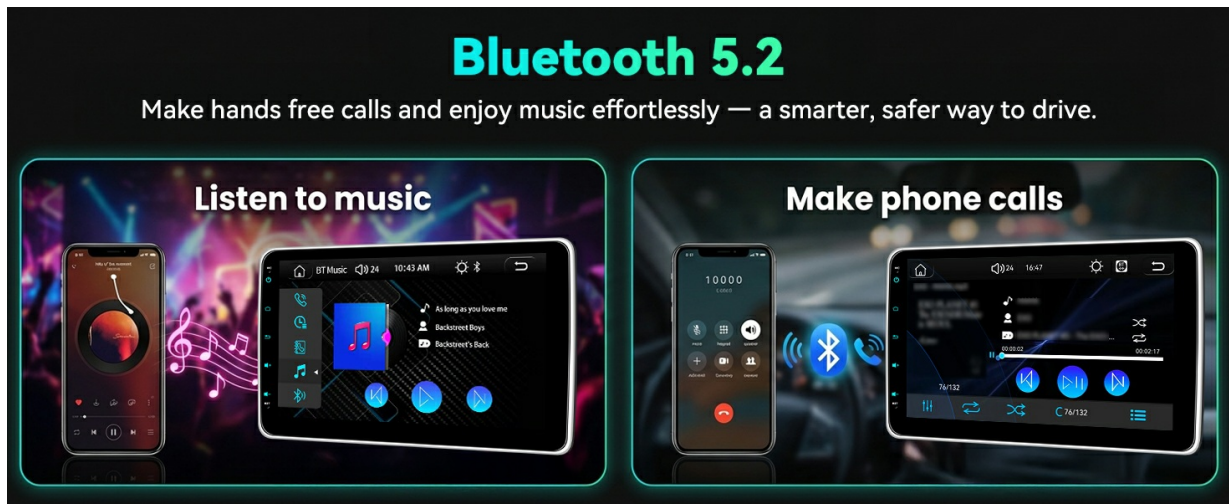 Bluetooth 5.2
Make hands free calls and enjoy music effortlessly — a smarter, safer way to drive.
Listen to music
BT Music
24
10:43 AM
As long as you love me
Backstreet Boys
Backstreet's Back
Make phone calls
10000
24
16:47
00:00:02
00:02:17
76/132
C 76/132